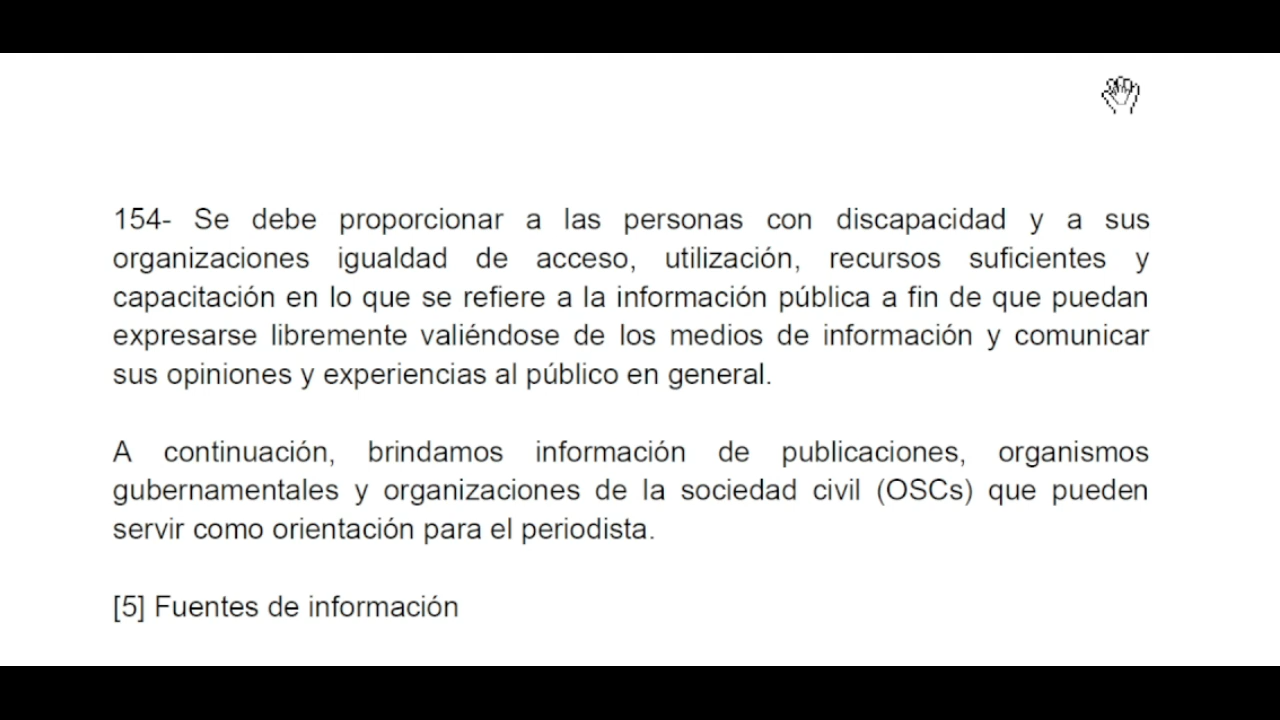 154- Se debe proporcionar a las personas con discapacidad y a sus
organizaciones igualdad de acceso, utilización, recursos suficientes y
capacitación en lo que se refiere a la información pública a fin de que puedan
expresarse libremente valiéndose de los medios de información y comunicar
sus opiniones y experiencias al público en general.
A continuación, brindamos información de publicaciones, organismos
gubernamentales y organizaciones de la sociedad civil (OSCs) que pueden
servir como orientación para el periodista.
[5] Fuentes de información